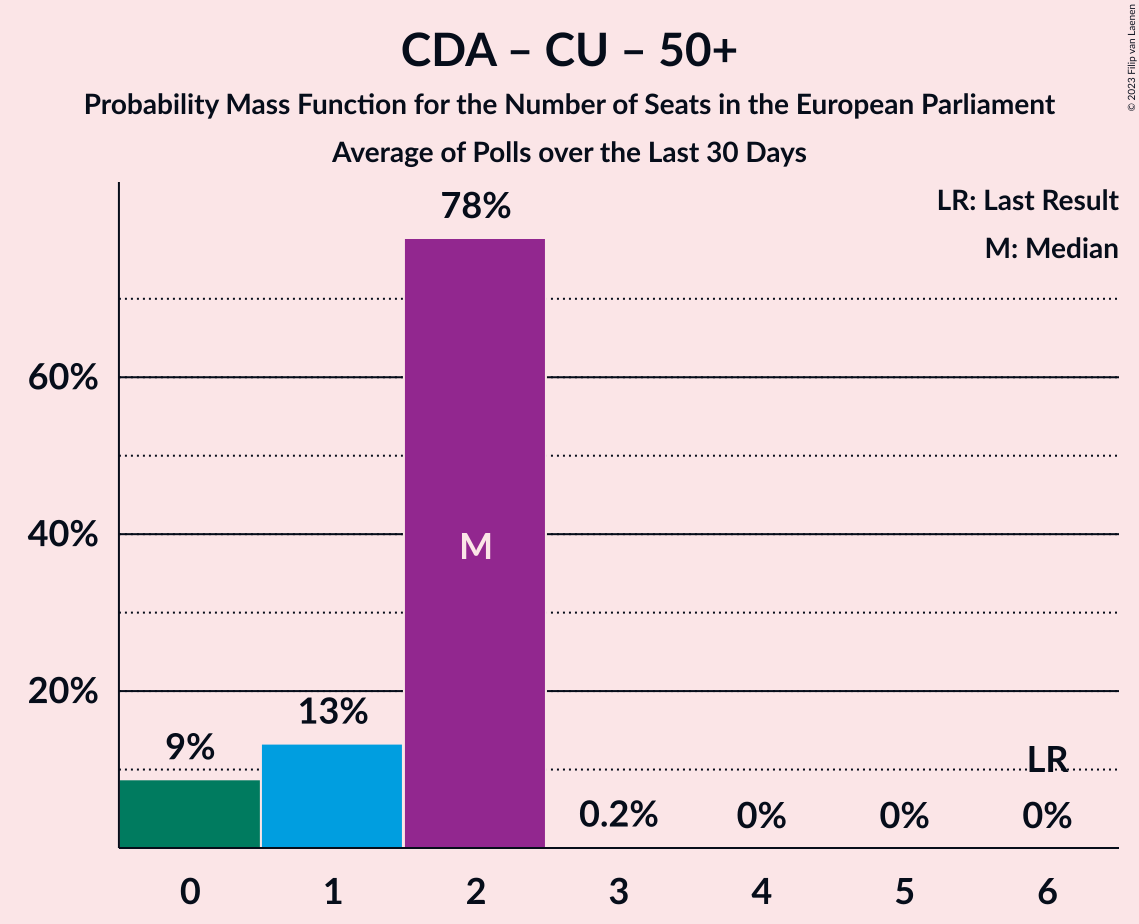 CDA – CU – 50+
Probability Mass Function for the Number of Seats in the European Parliament
Average of Polls over the Last 30 Days
© 2023 Filip van Laenen
LR: Last Result
M: Median
78%
60%
40%
M
20%
13%
9%
LR
0.2%
0%
0%
0%
0
1
2
3
4
5
6